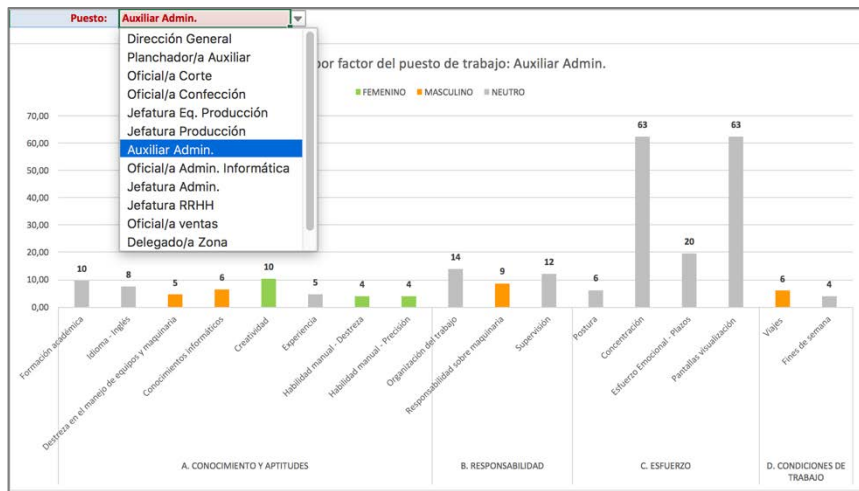 Puesto: Auxiliar Admin.
Dirección General
Planchador/a Auxiliar
Oficial/a Corte
Oficial/a Confección
Jefatura Eq. Producción
Jefatura Producción
Auxiliar Admin.
Oficial/a Admin. Informática
Jefatura Admin.
Jefatura RRHH
Oficial/a ventas
Delegado/a Zona
por factor del puesto de trabajo: Auxiliar Admin.
FEMENINO MASCULINO NEUTRO
70,00
60,00
50,00
40,00
30,00
20,00
10,00
0,00
10 8 5 6 10 5 4 4 14 9 12 6 63 20 63 6 4
Formación académica
Idioma - Inglés
Destreza en el manejo de equipos y maquinaria
Conocimientos informáticos
Creatividad
Experiencia
Habilidad manual - Destreza
Habilidad manual - Precisión
Organización del trabajo
Responsabilidad sobre maquinaria
Supervisión
Postura
Concentración
Esfuerzo Emocional - Plazos
Pantallas visualización
Viajes
Fines de semana
A. CONOCIMIENTO Y APTITUDES
B. RESPONSABILIDAD
C. ESFUERZO
D. CONDICIONES DE
TRABAJO